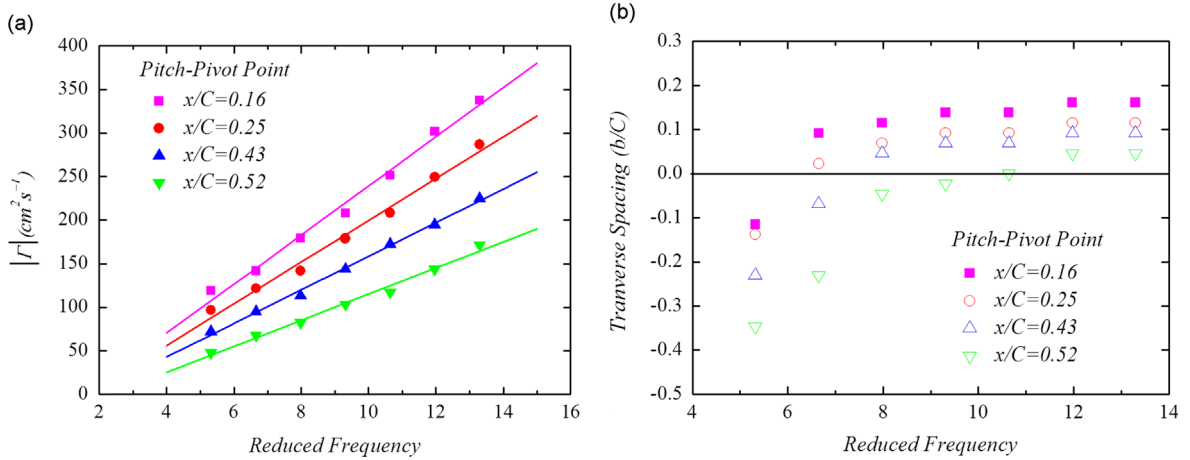 (a)
400
350
300
250
200
150
100
50
0
|Γ|(cm²s⁻¹)
Pitch-Pivot Point
x/C=0.16
x/C=0.25
x/C=0.43
x/C=0.52
2 4 6 8 10 12 14 16
Reduced Frequency
(b)
0.3
0.2
0.1
0.0
-0.1
-0.2
-0.3
-0.4
-0.5
Tranverse Spacing (b/C)
Pitch-Pivot Point
x/C=0.16
x/C=0.25
x/C=0.43
x/C=0.52
4 6 8 10 12 14
Reduced Frequency